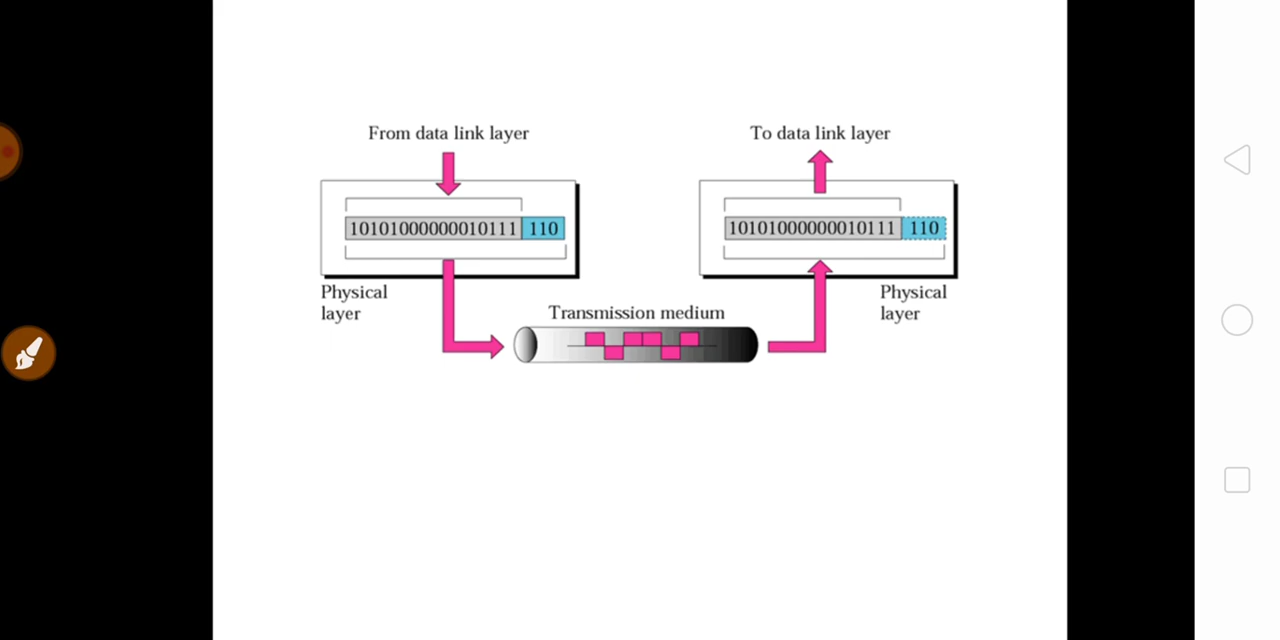 From data link layer
To data link layer
10101000000010111 110
10101000000010111 110
Physical
layer
Transmission medium
Physical
layer